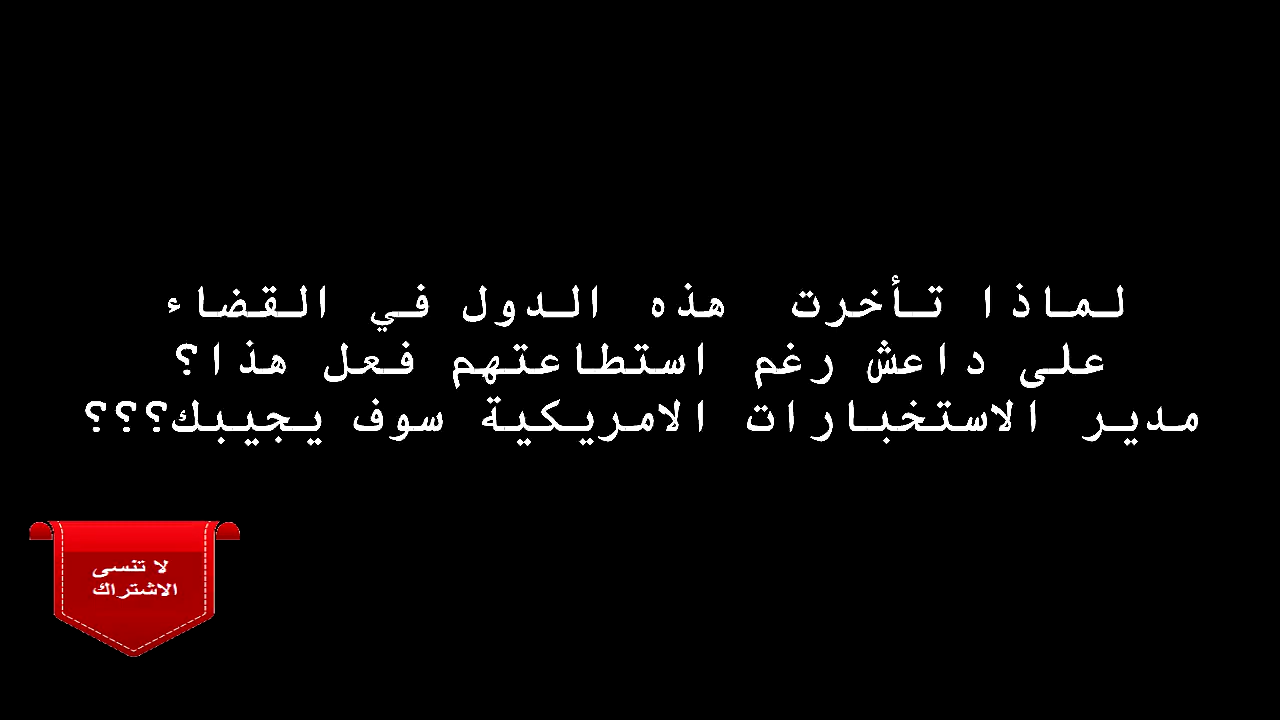 لماذا تأخرت هذه الدول في القضاء
على داعش رغم استطاعتهم فعل هذا؟
مدير الاستخبارات الامريكية سوف يجيبك؟؟؟
لا تنسى
الاشتراك